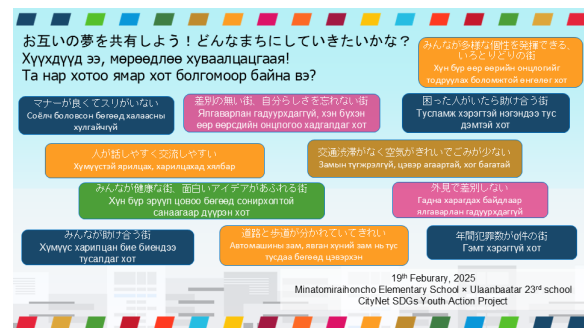 お互いの夢を共有しよう！どんなまちにしていきたいかな？
Хүүхдүүд ээ, мөрөөдлөө хуваалцацгаая!
Та нар хотоо ямар хот болгомоор байна вэ?
みんなが多様な個性を発揮できる、
いろとりどりの街
Хүн бүр өөр өөрийн онцлогийг
тодруулах боломжтой өнгөлөг хот
マナーが良くてスリがいない
Соёлч боловсон бөгөөд халаасны
хулгайчгүй
差別の無い街、自分らしさを忘れない街
Ялгаварлан гадуурхдаггүй, хэн бүхэн
өөр өөрсдийн онцлогоо хадгалдаг хот
困った人がいたら助け合う街
Тусламж хэрэгтэй нэгэндээ тус
дэмтэй хот
人が話しやすく交流しやすい
Хүмүүстэй ярилцах, харилцахад хялбар
交通渋滞がなく空気がきれいでごみが少ない
Замын түгжрэлгүй, цэвэр агаартай, хог багатай
みんなが健康な街、面白いアイデアがあふれる街
Хүн бүр эрүүл цовоо бөгөөд сонирхолтой
санаагаар дүүрэн хот
外見で差別しない
Гадна харагдах байдлаар
ялгаварлан гадуурхдаггүй
みんなが助け合う街
Хүмүүс харилцан бие биендээ
тусалдаг хот
道路と歩道が分かれていてきれい
Автомашины зам, явган хүний зам нь тус
тусдаа бөгөөд цэвэрхэн
年間犯罪数が0件の街
Гэмт хэрэггүй хот
19th Feburary, 2025
Minatomiraihoncho Elementary School × Ulaanbaatar 23rd school
CityNet SDGs Youth Action Project